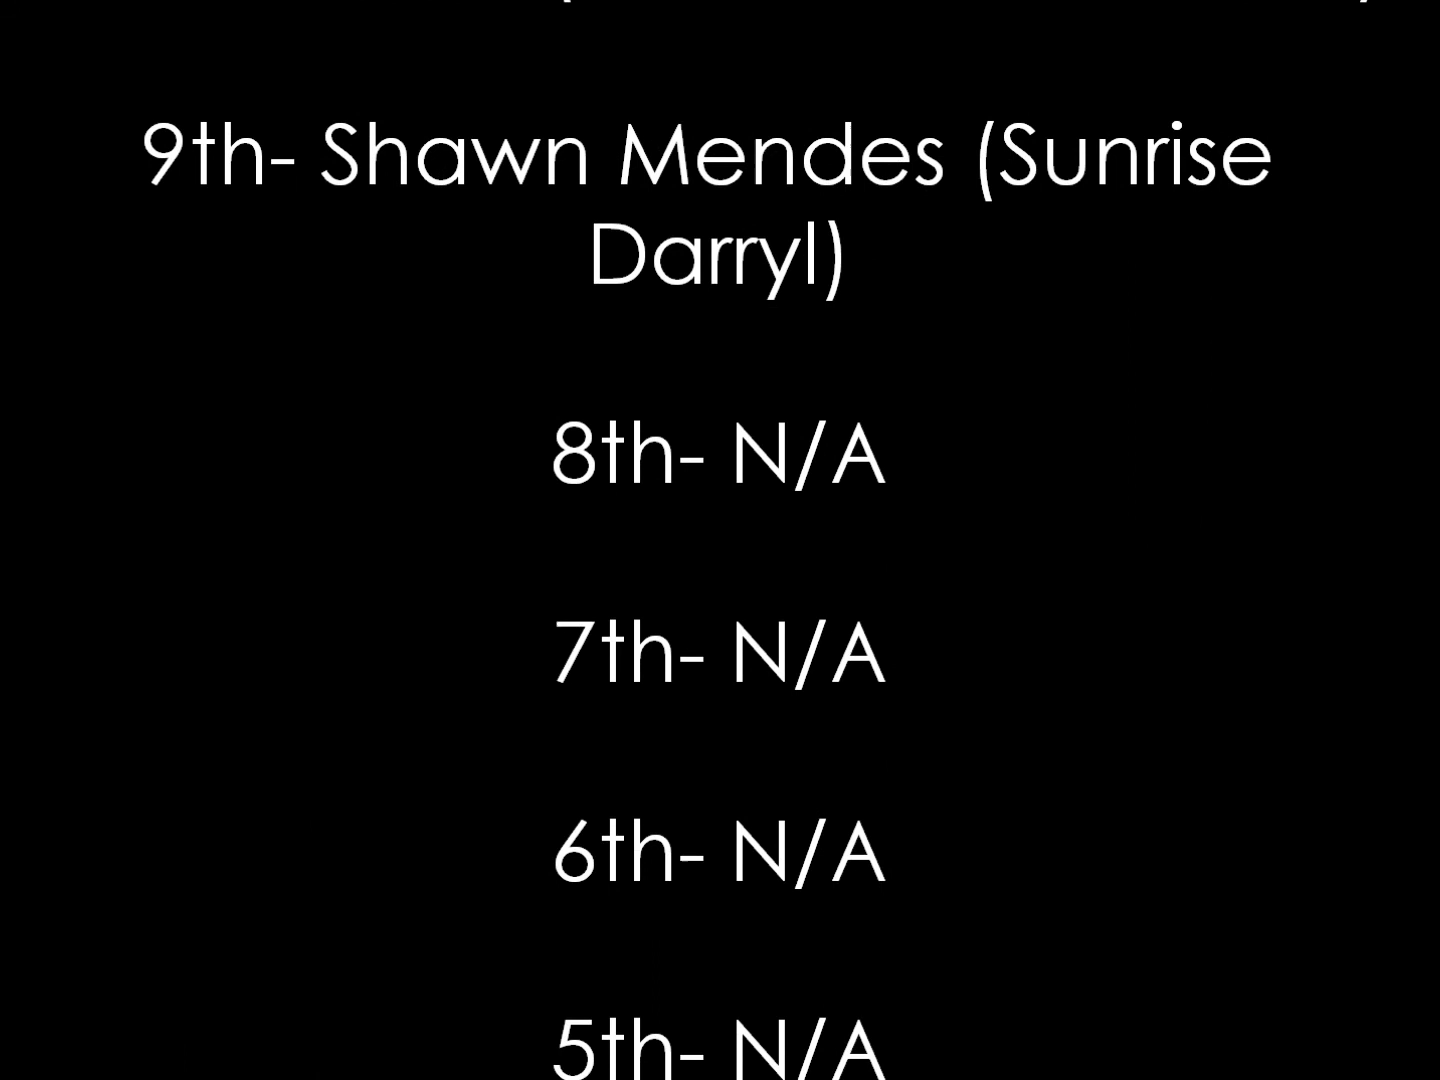 9th- Shawn Mendes (Sunrise
Darryl)
8th- N/A
7th- N/A
6th- N/A
5th- N/A